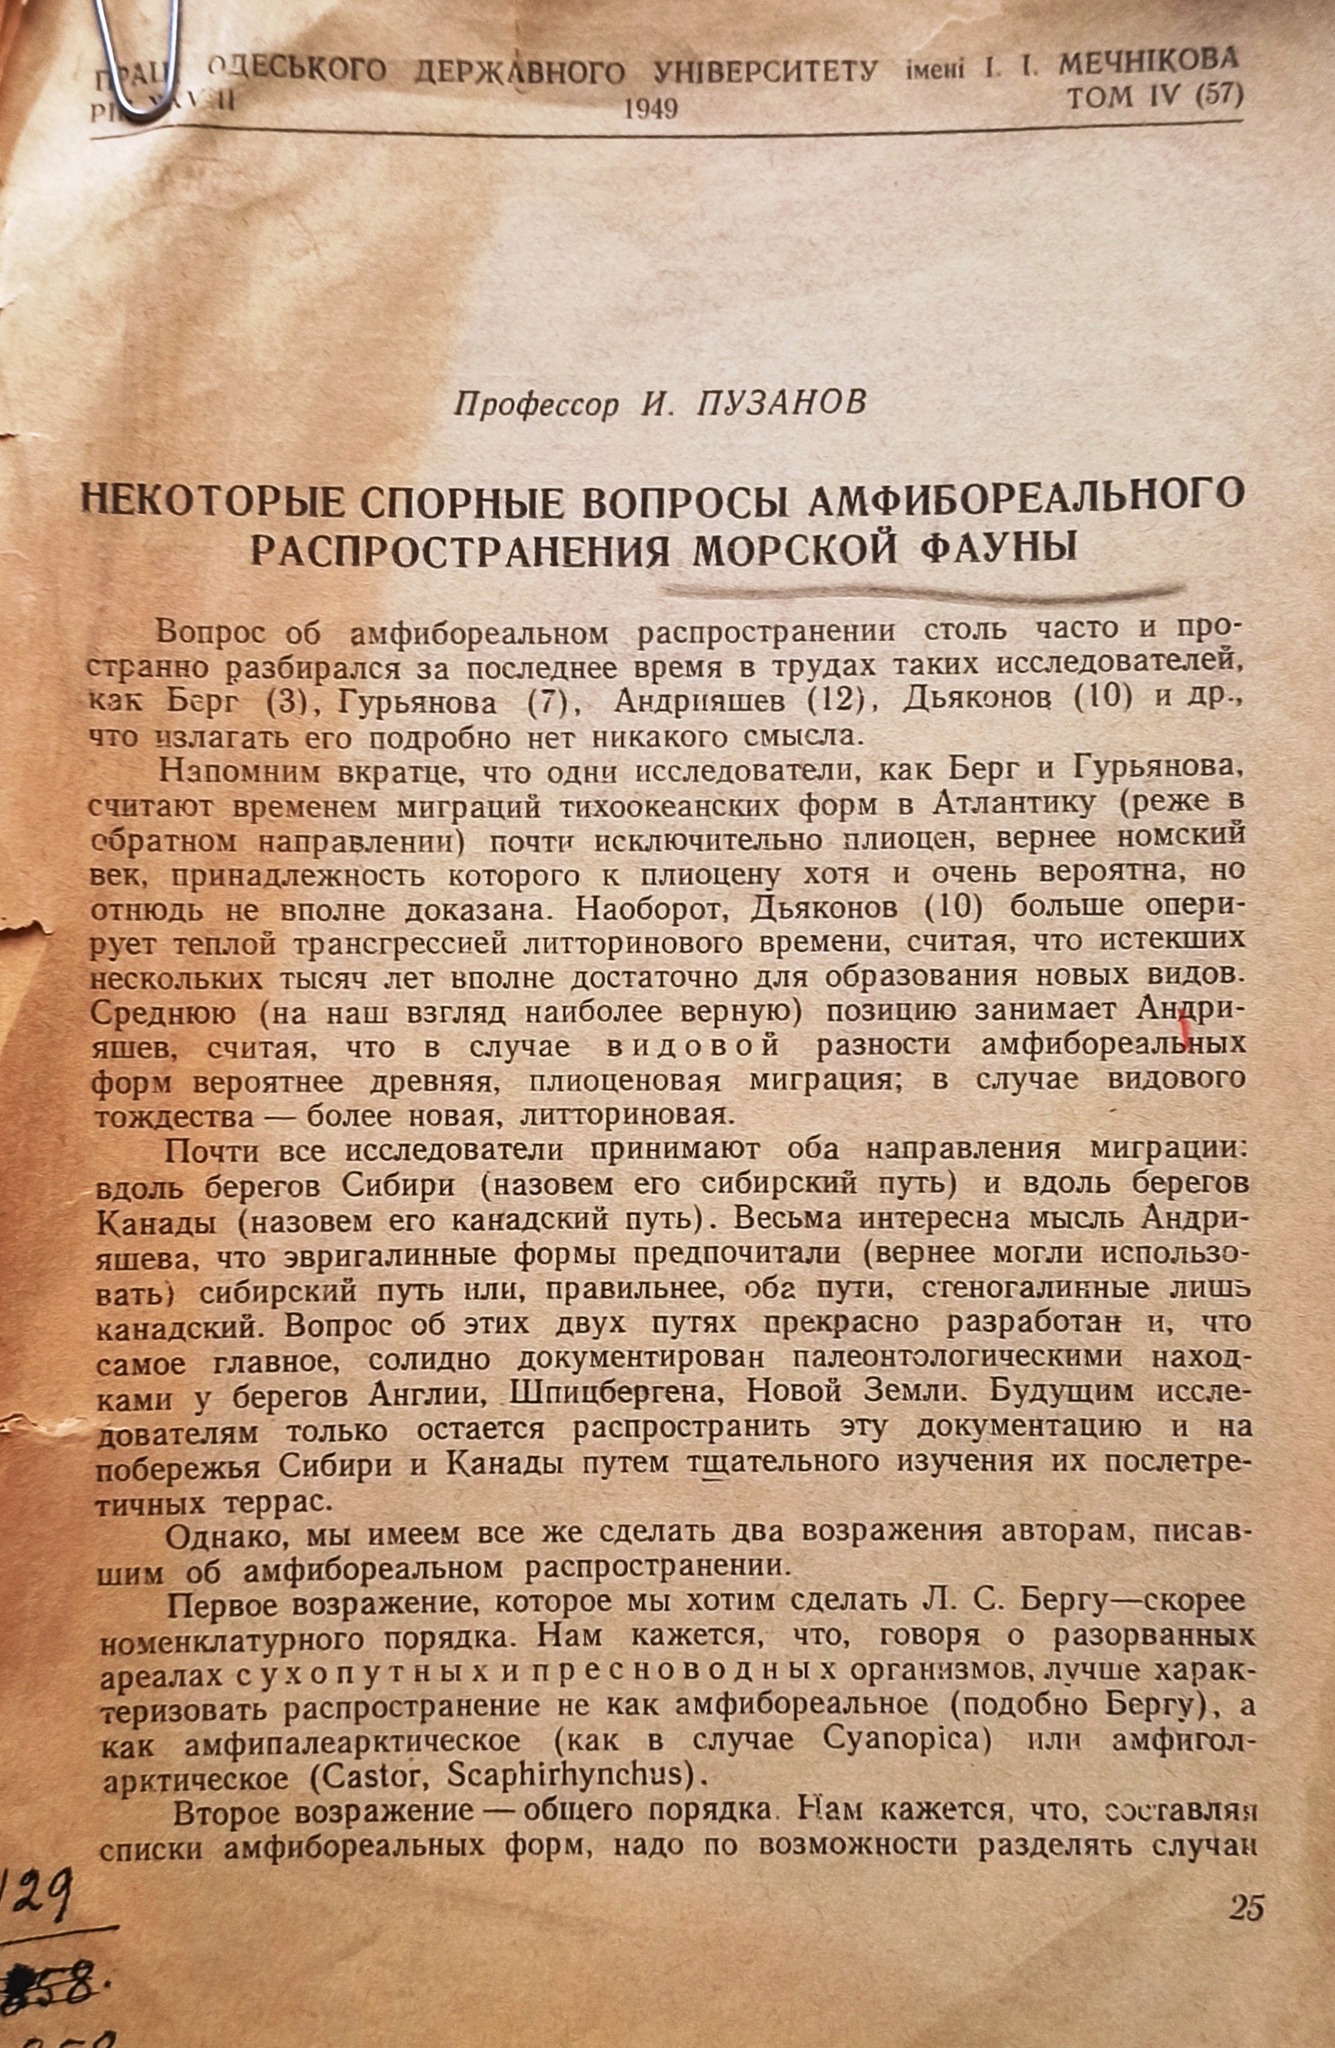 ПРАЦІ ОДЕСЬКОГО ДЕРЖАВНОГО УНІВЕРСИТЕТУ імені І. І. МЕЧНІКОВА
1949 ТОМ IV (57)
Профессор И. ПУЗАНОВ
НЕКОТОРЫЕ СПОРНЫЕ ВОПРОСЫ АМФИБОРЕАЛЬНОГО
РАСПРОСТРАНЕНИЯ МОРСКОЙ ФАУНЫ
Вопрос об амфибореальном распространении столь часто и про-
странно разбирался за последнее время в трудах таких исследователей,
как Берг (3), Гурьянова (7), Андрияшев (12), Дьяконов (10) и др.,
что излагать его подробно нет никакого смысла.
Напомним вкратце, что одни исследователи, как Берг и Гурьянова,
считают временем миграций тихоокеанских форм в Атлантику (реже в
обратном направлении) почти исключительно плиоцен, вернее номский
век, принадлежность которого к плиоцену хотя и очень вероятна, но
отнюдь не вполне доказана. Наоборот, Дьяконов (10) больше опери-
рует теплой трансгрессией литторинового времени, считая, что истекших
нескольких тысяч лет вполне достаточно для образования новых видов.
Среднюю (на наш взгляд наиболее верную) позицию занимает Андри-
яшев, считая, что в случае видовой разности амфибореальных
форм вероятнее древняя, плиоценовая миграция; в случае видового
тождества — более новая, литториновая.
Почти все исследователи принимают оба направления миграции:
вдоль берегов Сибири (назовем его сибирский путь) и вдоль берегов
Канады (назовем его канадский путь). Весьма интересна мысль Андри-
яшева, что эвригалинные формы предпочитали (вернее могли использо-
вать) сибирский путь или, правильнее, оба пути, стеногалинные лишь
канадский. Вопрос об этих двух путях прекрасно разработан и, что
самое главное, солидно документирован палеонтологическими наход-
ками у берегов Англии, Шпицбергена, Новой Земли. Будущим иссле-
дователям только остается распространить эту документацию и на
побережья Сибири и Канады путем тщательного изучения их послетре-
тичных террас.
Однако, мы имеем все же сделать два возражения авторам, писав-
шим об амфибореальном распространении.
Первое возражение, которое мы хотим сделать Л. С. Бергу—скорее
номенклатурного порядка. Нам кажется, что, говоря о разорванных
ареалах сухопутных и пресноводных организмов, лучше харак-
теризовать распространение не как амфибореальное (подобно Бергу), а
как амфипалеарктическое (как в случае Cyanopica) или амфигол-
арктическое (Castor, Scaphirhynchus).
Второе возражение — общего порядка. Нам кажется, что, составляя
списки амфибореальных форм, надо по возможности разделять случаи
129
25
858.